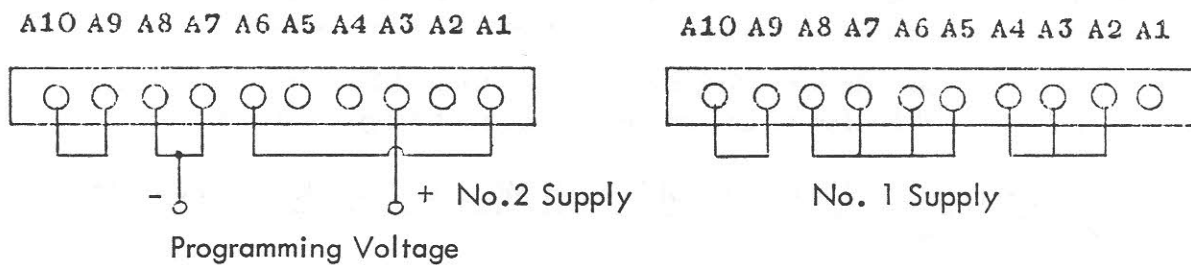 A10 A9 A8 A7 A6 A5 A4 A3 A2 A1
A10 A9 A8 A7 A6 A5 A4 A3 A2 A1
- + No.2 Supply
No. 1 Supply
Programming Voltage